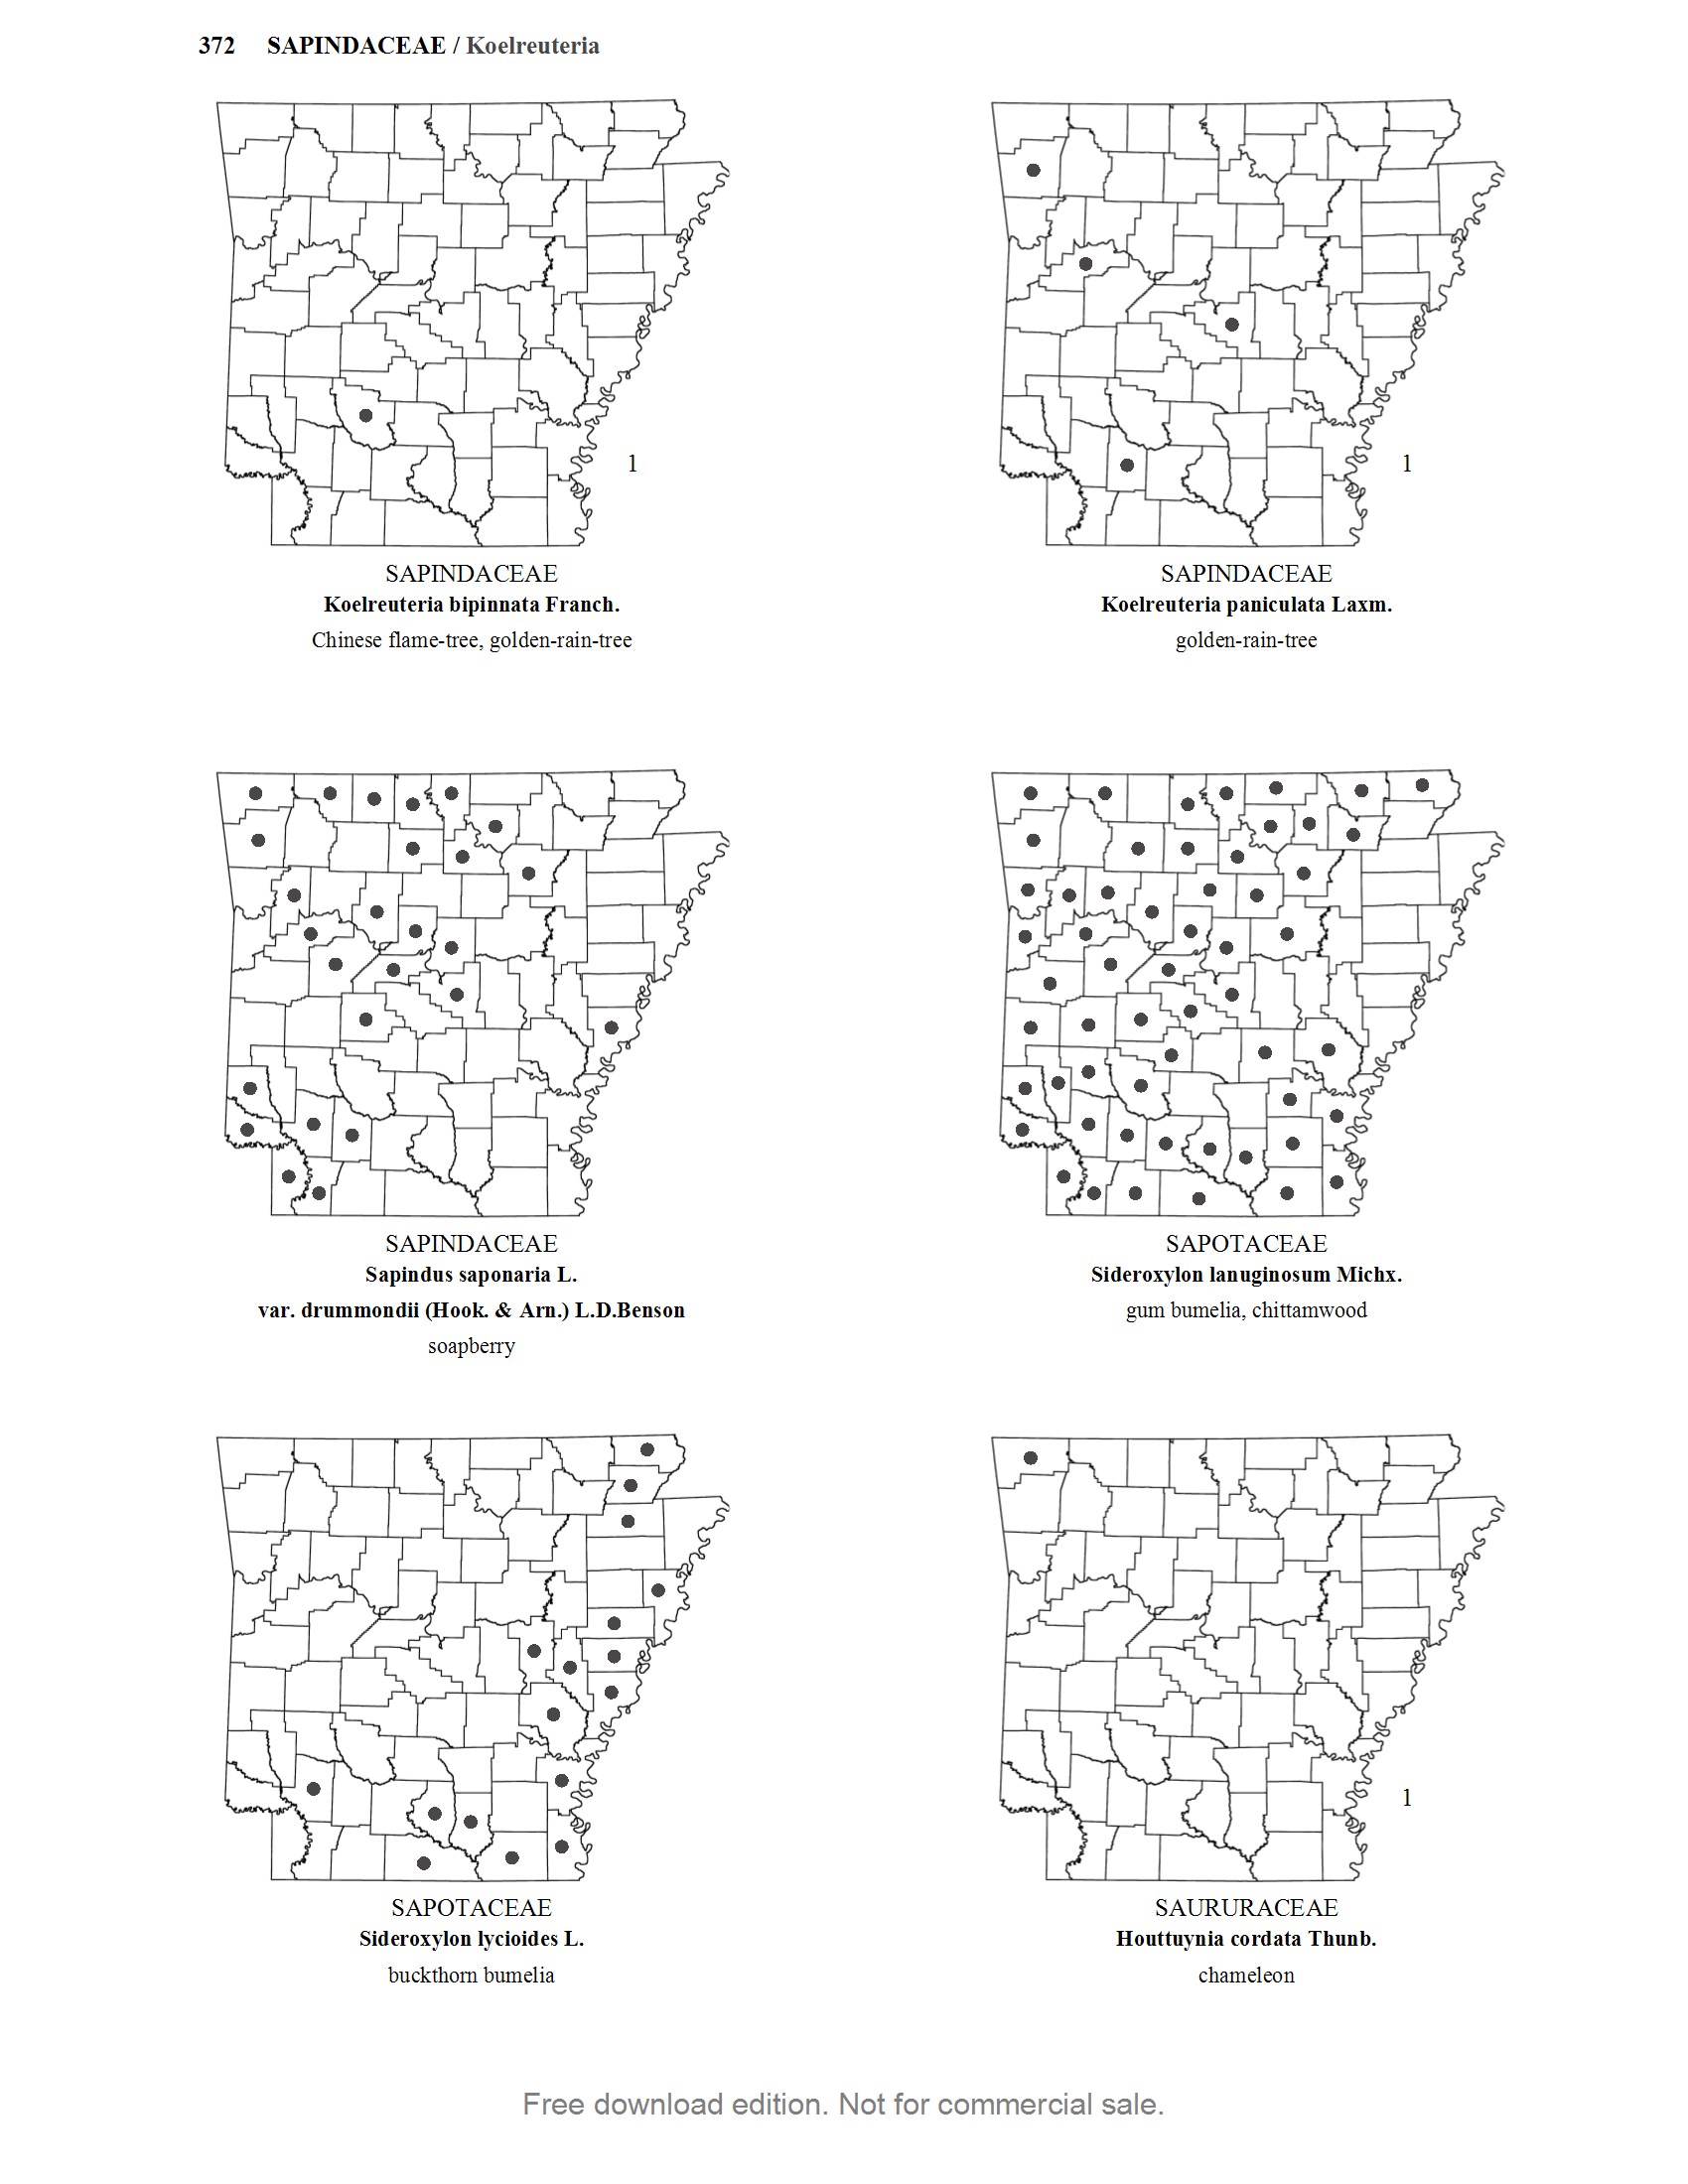 372 SAPINDACEAE / Koelreuteria
1
SAPINDACEAE
Koelreuteria bipinnata Franch.
Chinese flame-tree, golden-rain-tree
1
SAPINDACEAE
Koelreuteria paniculata Laxm.
golden-rain-tree
SAPINDACEAE
Sapindus saponaria L.
var. drummondii (Hook. & Arn.) L.D.Benson
soapberry
SAPOTACEAE
Sideroxylon lanuginosum Michx.
gum bumelia, chittamwood
SAPOTACEAE
Sideroxylon lycioides L.
buckthorn bumelia
1
SAURURACEAE
Houttuynia cordata Thunb.
chameleon
Free download edition. Not for commercial sale.